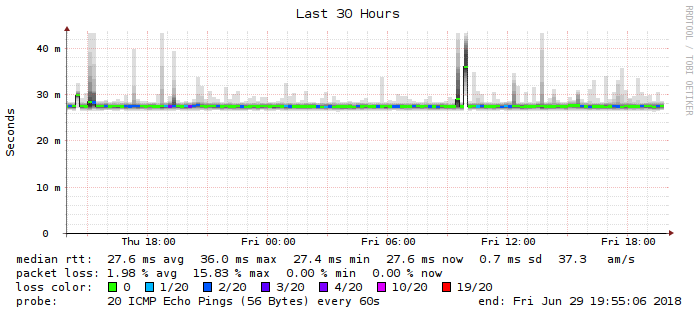 Last 30 Hours
RRDTOOL / TOBI OETIKER
Seconds
40 m
30 m
20 m
10 m
0
Thu 18:00 Fri 00:00 Fri 06:00 Fri 12:00 Fri 18:00
median rtt: 27.6 ms avg 36.0 ms max 27.4 ms min 27.6 ms now 0.7 ms sd 37.3 am/s
packet loss: 1.98 % avg 15.83 % max 0.00 % min 0.00 % now
loss color: 0 1/20 2/20 3/20 4/20 10/20 19/20
probe: 20 ICMP Echo Pings (56 Bytes) every 60s end: Fri Jun 29 19:55:06 2018